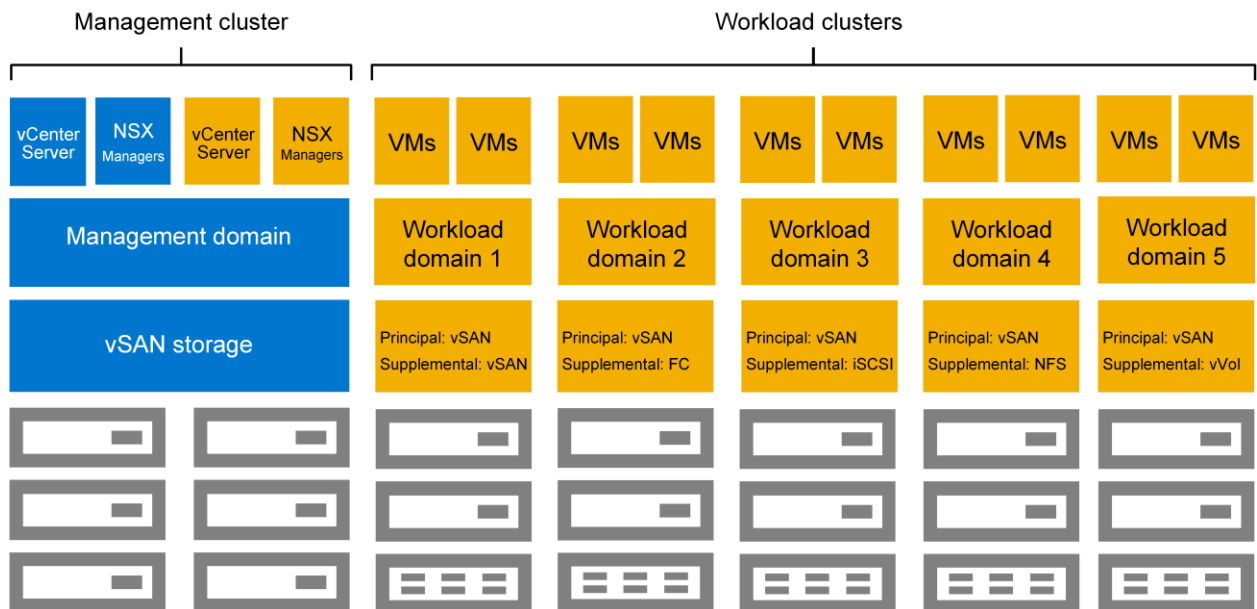 Management cluster
Workload clusters
vCenter
Server
NSX
Managers
vCenter
Server
NSX
Managers
VMs
VMs
VMs
VMs
VMs
VMs
VMs
VMs
VMs
VMs
Management domain
Workload
domain 1
Workload
domain 2
Workload
domain 3
Workload
domain 4
Workload
domain 5
vSAN storage
Principal: vSAN
Supplemental: vSAN
Principal: vSAN
Supplemental: FC
Principal: vSAN
Supplemental: iSCSI
Principal: vSAN
Supplemental: NFS
Principal: vSAN
Supplemental: vVol